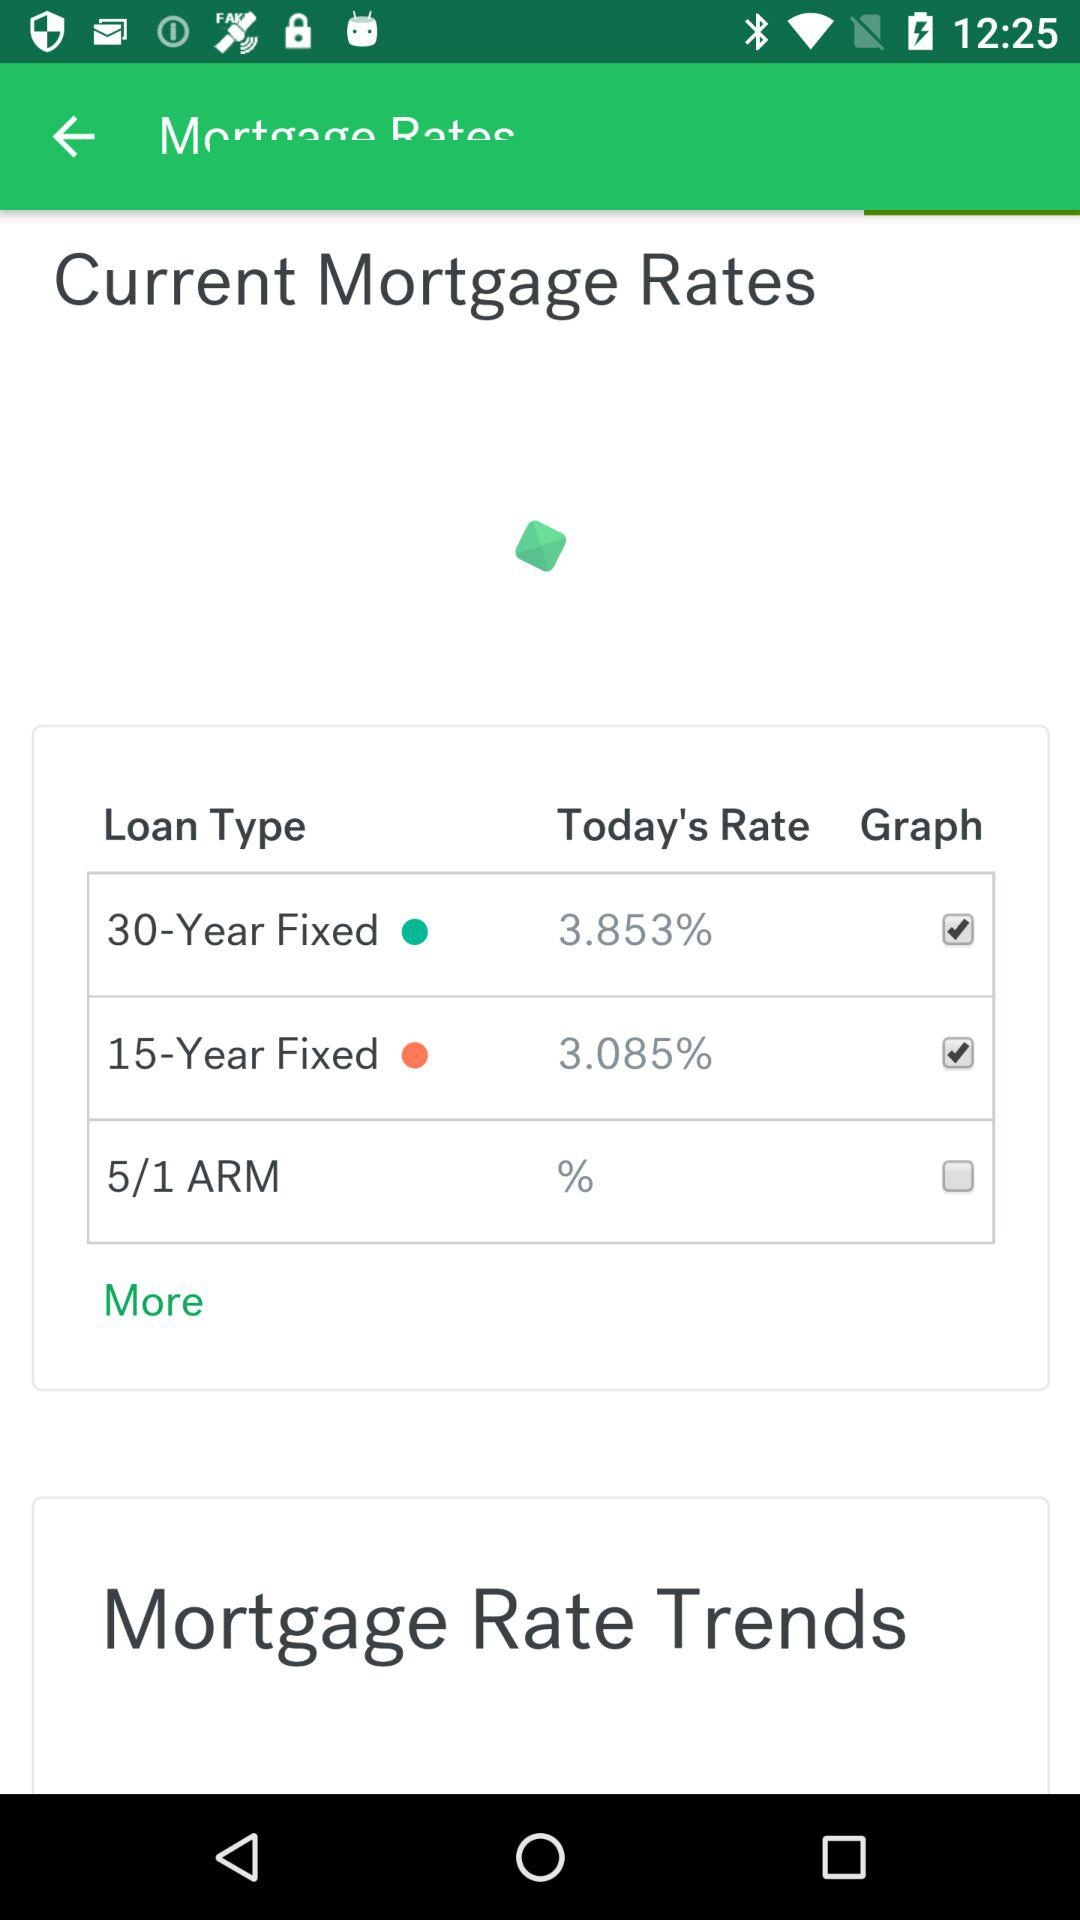 FAKE
12:25
Mortgage Rates
Current Mortgage Rates
Loan Type Today's Rate Graph
30-Year Fixed 3.853%
15-Year Fixed 3.085%
5/1 ARM %
More
Mortgage Rate Trends